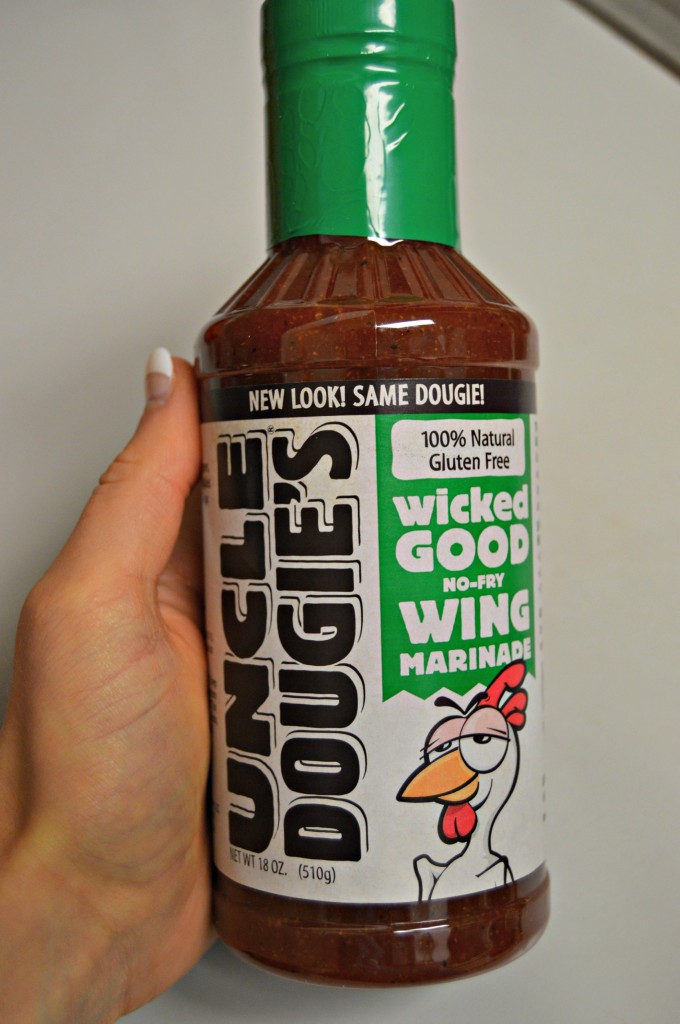 NEW LOOK! SAME DOUGIE!
UNCLE
DOUGIE'S
100% Natural
Gluten Free
wicked
GOOD
NO-FRY
WING
MARINADE
NET WT 18 OZ. (510g)